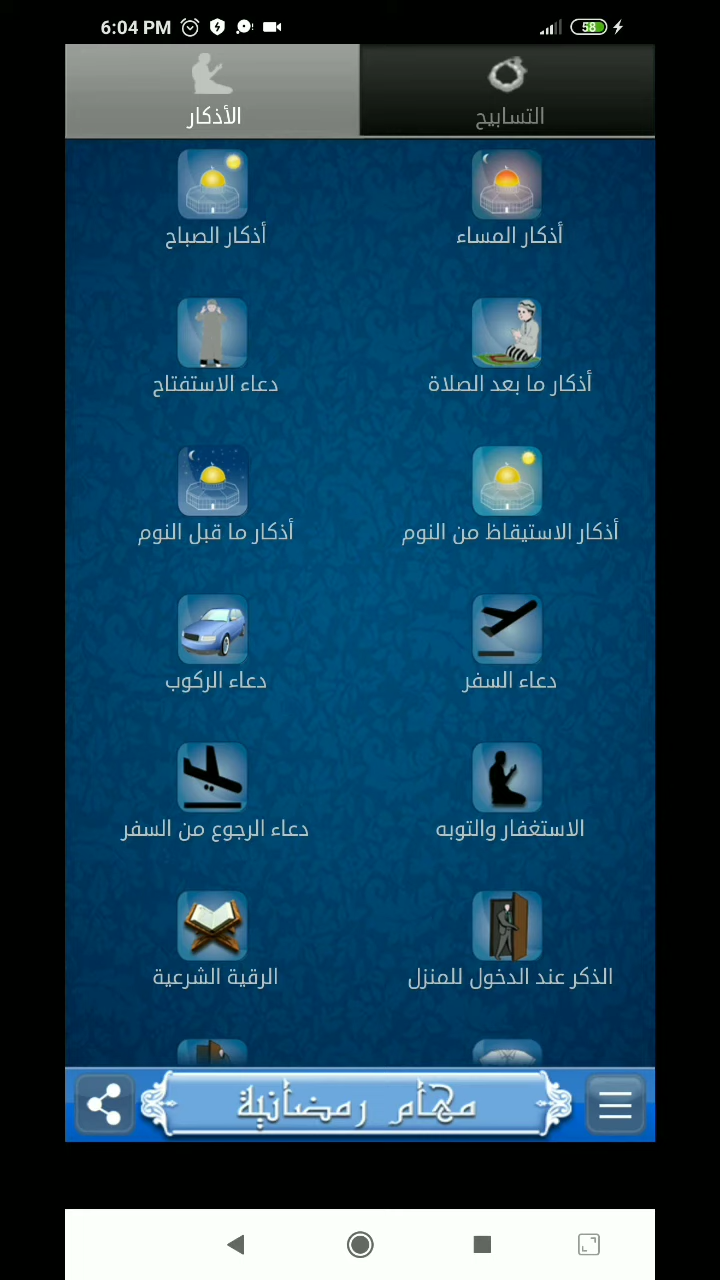 6:04 PM
58
الأذكار
التسابيح
أذكار المساء
أذكار الصباح
أذكار ما بعد الصلاة
دعاء الاستفتاح
أذكار الاستيقاظ من النوم
أذكار ما قبل النوم
دعاء السفر
دعاء الركوب
الاستغفار والتوبه
دعاء الرجوع من السفر
الذكر عند الدخول للمنزل
الرقية الشرعية
مهام رمضانية